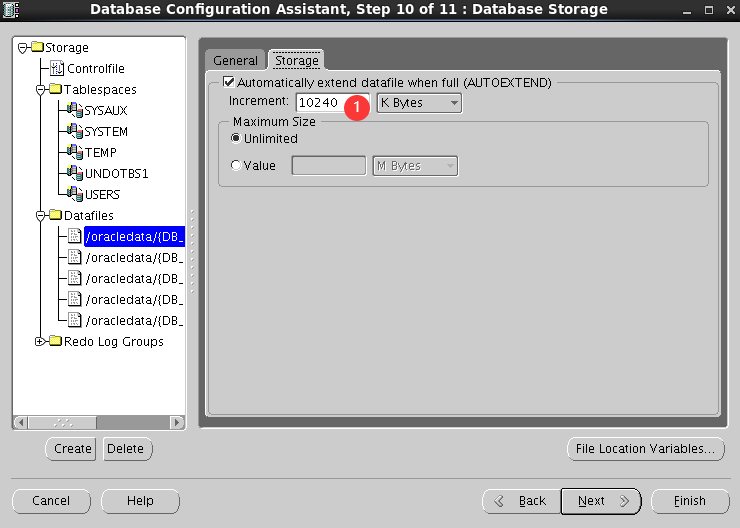 Database Configuration Assistant, Step 10 of 11 : Database Storage
Storage
Controlfile
Tablespaces
SYSAUX
SYSTEM
TEMP
UNDOTBS1
USERS
Datafiles
/oracledata/{DB_
/oracledata/{DB_
/oracledata/{DB_
/oracledata/{DB_
/oracledata/{DB_
Redo Log Groups
Create
Delete
General
Storage
Automatically extend datafile when full (AUTOEXTEND)
Increment: 10240 1 K Bytes
Maximum Size
Unlimited
Value M Bytes
File Location Variables...
Cancel
Help
Back
Next
Finish